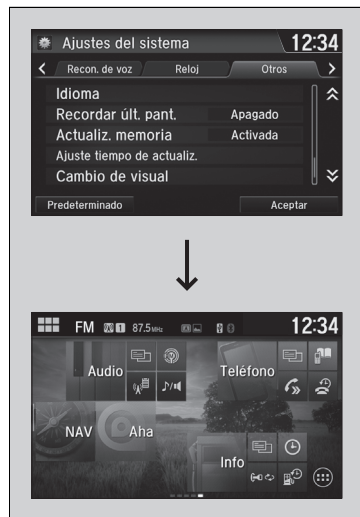 Ajustes del sistema 12:34
Recon. de voz Reloj Otros
Idioma
Recordar últ. pant. Apagado
Actualiz. memoria Activada
Ajuste tiempo de actualiz.
Cambio de visual
Predeterminado Aceptar
FM 1 87.5MHz 12:34
Audio Teléfono
NAV Aha
Info